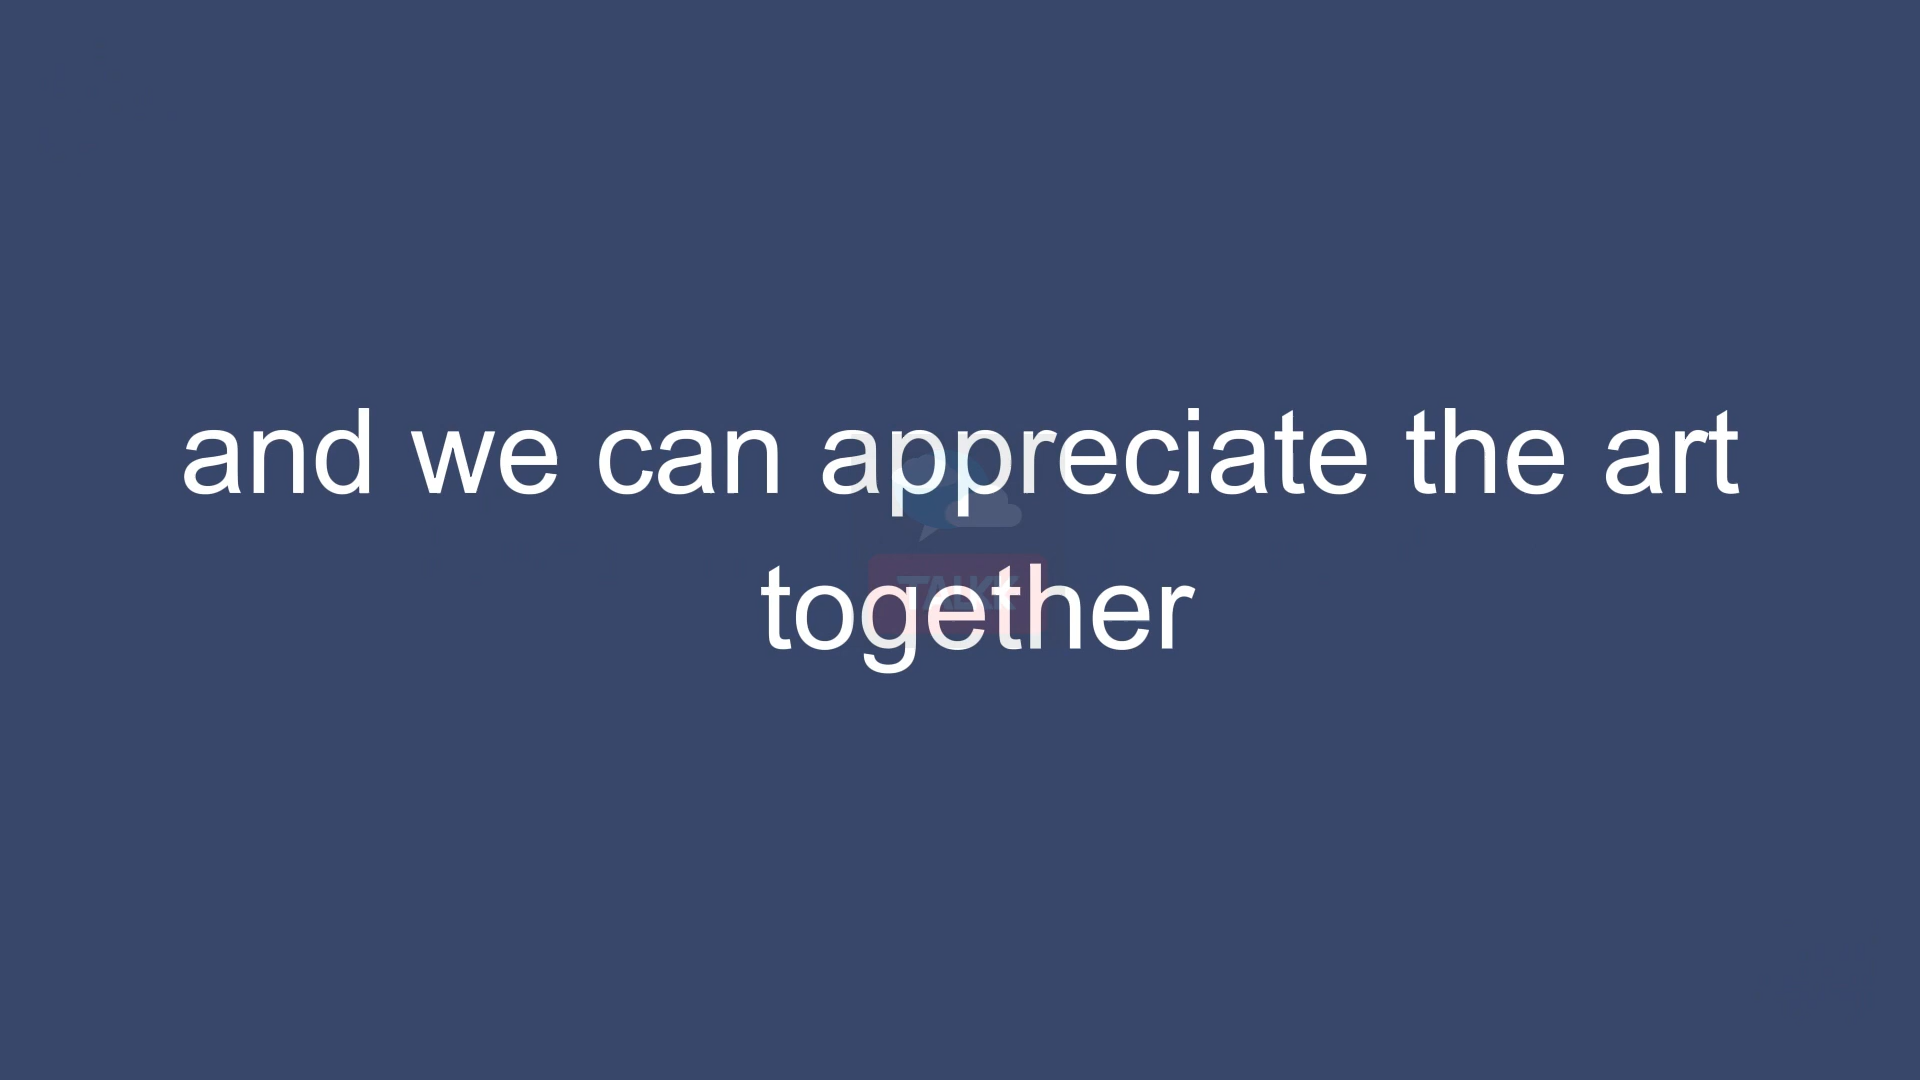 and we can appreciate the art
together